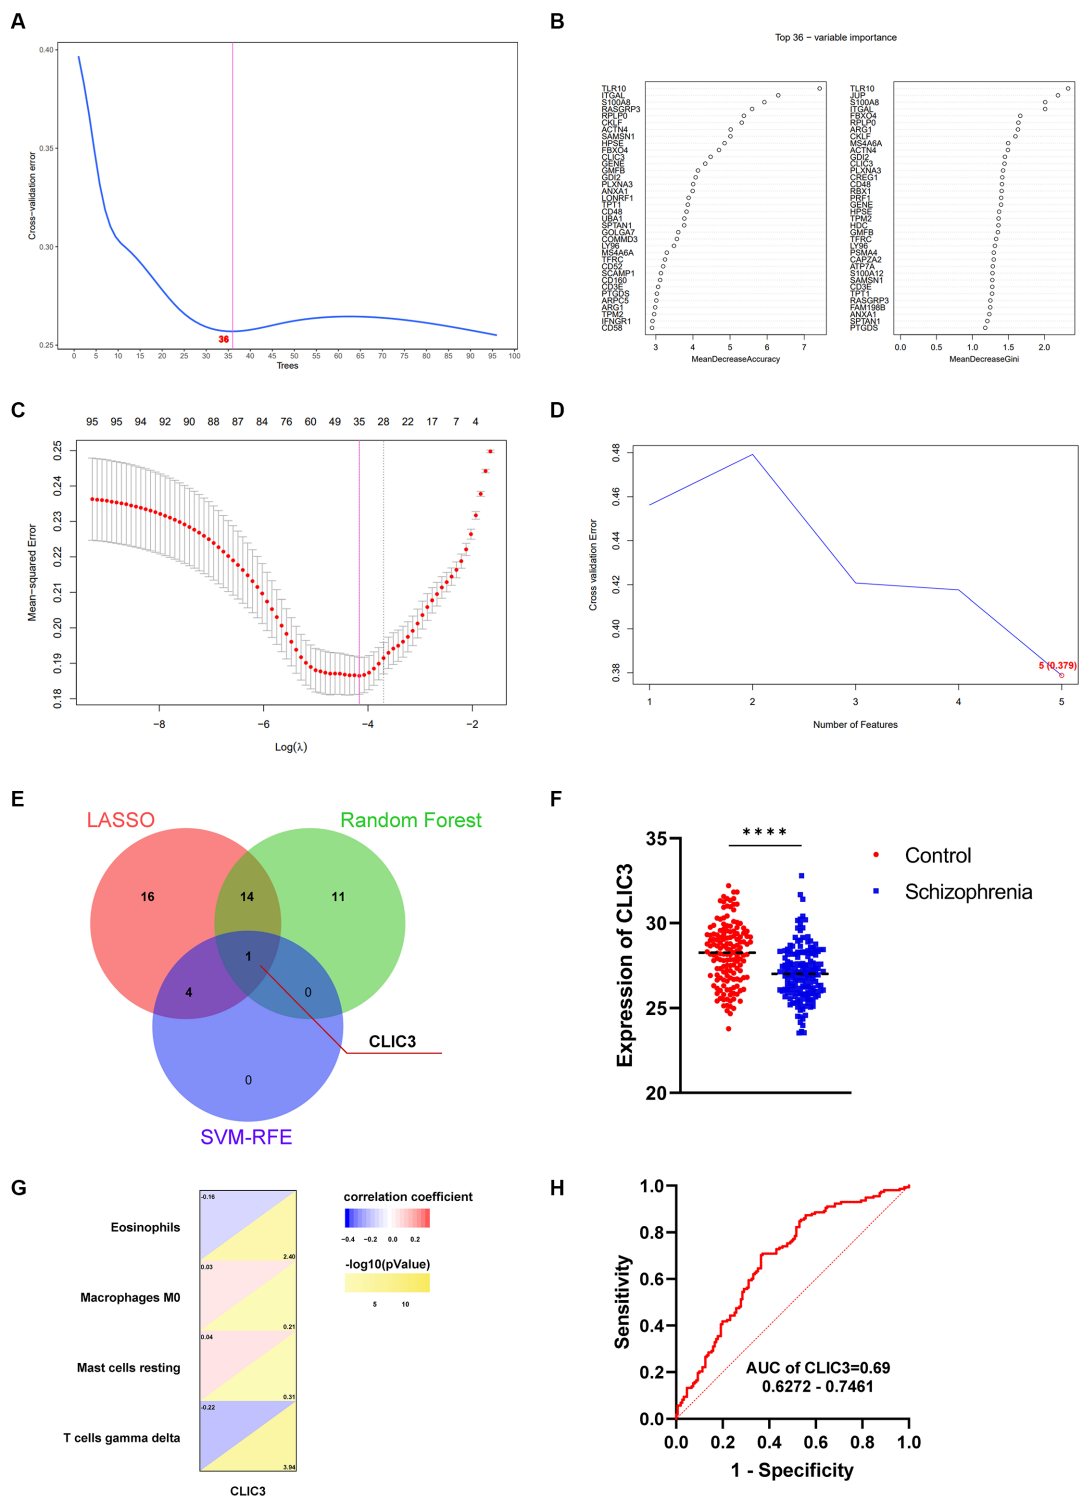 A
0.40
0.35
0.30
0.25
Cross-validation error
36
0 5 10 15 20 25 30 35 40 45 50 55 60 65 70 75 80 85 90 95 100
Trees
B
Top 36 − variable importance
TLR10
ITGAL
S100A8
RASGRP3
RPLP0
CKLF
ACTN4
SAMSN1
HPSE
FBXO4
CLIC3
GENE
GMFB
GDI2
PLXNA3
ANXA1
LONRF1
TPT1
CD48
UBA1
SPTAN1
GOLGA7
COMMD3
LY96
MS4A6A
TFRC
CD52
SCAMP1
CD160
CD3E
PTGDS
ARPC5
ARG1
TPM2
IFNGR1
CD58
3 4 5 6 7
MeanDecreaseAccuracy
TLR10
JUP
S100A8
ITGAL
FBXO4
RPLP0
ARG1
CKLF
MS4A6A
ACTN4
GDI2
CLIC3
PLXNA3
CREG1
CD48
RBX1
PRF1
GENE
HPSE
TPM2
HDC
GMFB
TFRC
LY96
PSMA4
CAPZA2
ATP7A
S100A12
SAMSN1
CD3E
TPT1
RASGRP3
FAM198B
ANXA1
SPTAN1
PTGDS
0.0 0.5 1.0 1.5 2.0
MeanDecreaseGini
C
95 95 94 92 90 88 87 84 76 60 49 35 28 22 17 7 4
0.25
0.24
0.23
0.22
0.21
0.20
0.19
0.18
Mean−squared Error
−8 −6 −4 −2
Log(λ)
D
0.48
0.46
0.44
0.42
0.40
0.38
Cross validation Error
5 (0.379)
1 2 3 4 5
Number of Features
E
LASSO
Random Forest
16 14 11
1
4 0
CLIC3
0
SVM-RFE
F
35
30
25
20
Expression of CLIC3
****
Control
Schizophrenia
G
-0.16
Eosinophils
2.40
0.03
Macrophages M0
0.21
0.04
Mast cells resting
0.31
-0.22
T cells gamma delta
3.94
CLIC3
correlation coefficient
−0.4 −0.2 0.0 0.2
-log10(pValue)
5 10
H
1.0
0.8
0.6
0.4
0.2
0.0
Sensitivity
AUC of CLIC3=0.69
0.6272 - 0.7461
0.0 0.2 0.4 0.6 0.8 1.0
1 - Specificity